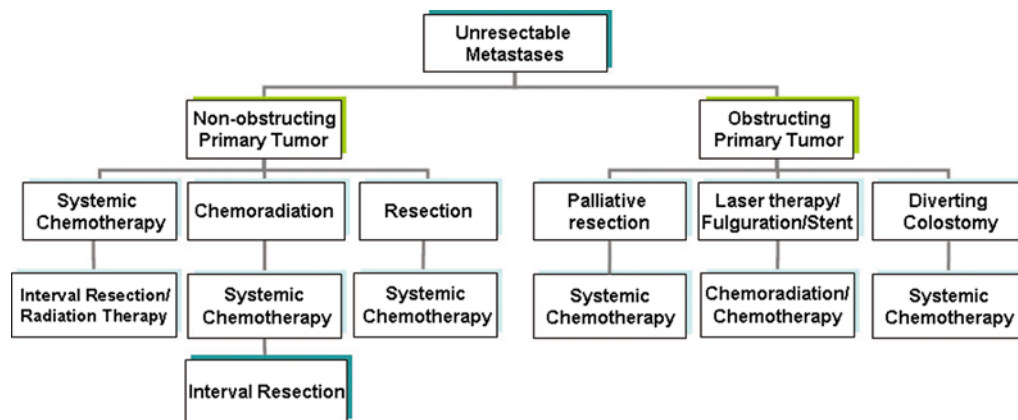 Unresectable
Metastases
Non-obstructing
Primary Tumor
Obstructing
Primary Tumor
Systemic
Chemotherapy
Chemoradiation
Resection
Palliative
resection
Laser therapy/
Fulguration/Stent
Diverting
Colostomy
Interval Resection/
Radiation Therapy
Systemic
Chemotherapy
Systemic
Chemotherapy
Systemic
Chemotherapy
Chemoradiation/
Chemotherapy
Systemic
Chemotherapy
Interval Resection